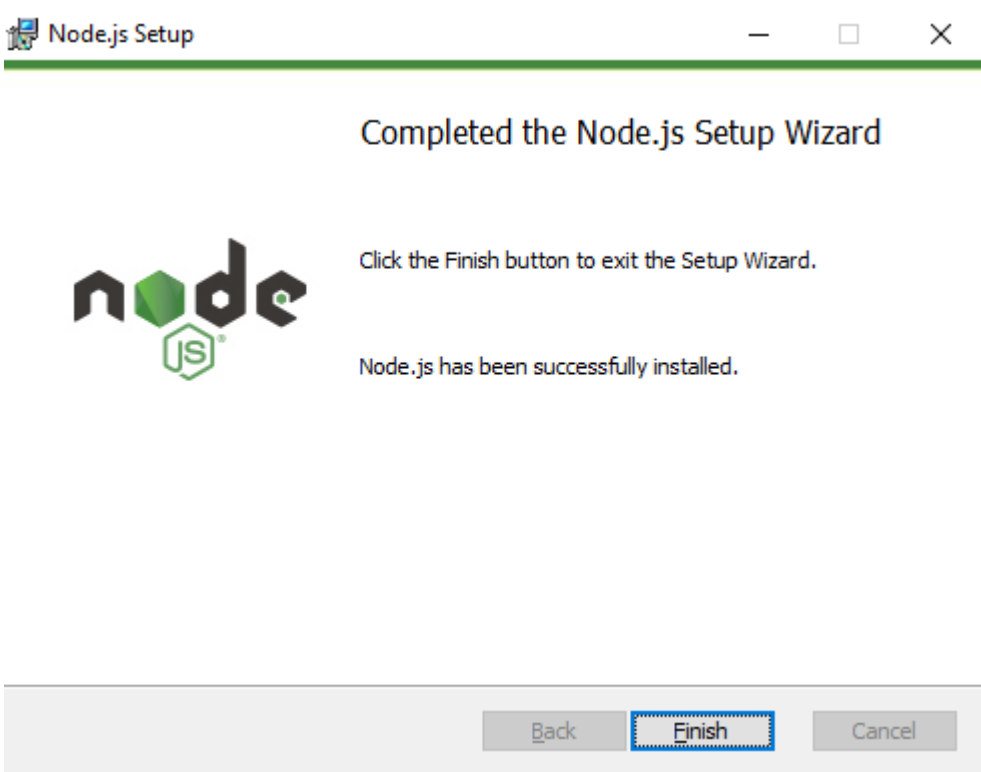 Node.js Setup
Completed the Node.js Setup Wizard
Click the Finish button to exit the Setup Wizard.
node
JS®
Node.js has been successfully installed.
Back Finish Cancel